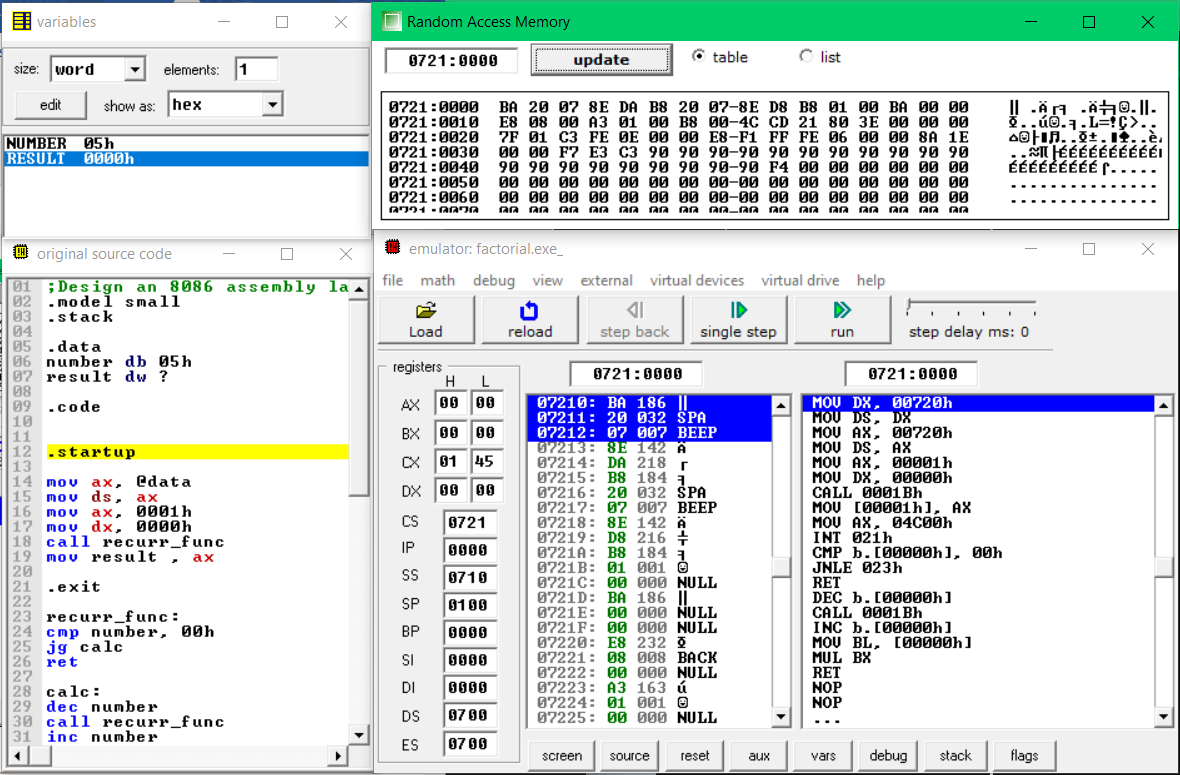 variables
size: word elements: 1
edit show as: hex
NUMBER 05h
RESULT 0000h
Random Access Memory
0721:0000 update table list
0721:0000 BA 20 07 8E DA B8 20 07-8E D8 B8 01 00 BA 00 00
0721:0010 E8 08 00 A3 01 00 B8 00-4C CD 21 80 3E 00 00 00
0721:0020 7F 01 C3 FE 0E 00 00 E8-F1 FF FE 06 00 00 8A 1E
0721:0030 00 00 F7 E3 C3 90 90 90-90 90 90 90 90 90 90 90
0721:0040 90 90 90 90 90 90 90 90-90 F4 00 00 00 00 00 00
0721:0050 00 00 00 00 00 00 00 00-00 00 00 00 00 00 00 00
0721:0060 00 00 00 00 00 00 00 00-00 00 00 00 00 00 00 00
0721:0070 00 00 00 00 00 00 00 00-00 00 00 00 00 00 00 00
original source code
01 ;Design an 8086 assembly la
02 .model small
03 .stack
04
05 .data
06 number db 05h
07 result dw ?
08
09 .code
10
11
12 .startup
13
14 mov ax, @data
15 mov ds, ax
16 mov ax, 0001h
17 mov dx, 0000h
18 call recurr_func
19 mov result , ax
20
21 .exit
22
23 recurr_func:
24 cmp number, 00h
25 jg calc
26 ret
27
28 calc:
29 dec number
30 call recurr_func
31 inc number
emulator: factorial.exe_
file math debug view external virtual devices virtual drive help
Load reload step back single step run step delay ms: 0
registers
H L
AX 00 00
BX 00 00
CX 01 45
DX 00 00
CS 0721
IP 0000
SS 0710
SP 0100
BP 0000
SI 0000
DI 0000
DS 0700
ES 0700
0721:0000
07210: BA 186 ║
07211: 20 032 SPA
07212: 07 007 BEEP
07213: 8E 142 Ä
07214: DA 218 ┌
07215: B8 184 ╕
07216: 20 032 SPA
07217: 07 007 BEEP
07218: 8E 142 Ä
07219: D8 216 ╪
0721A: B8 184 ╕
0721B: 01 001 ☺
0721C: 00 000 NULL
0721D: BA 186 ║
0721E: 00 000 NULL
0721F: 00 000 NULL
07220: E8 232
07221: 08 008 BACK
07222: 00 000 NULL
07223: A3 163 ú
07224: 01 001 ☺
07225: 00 000 NULL
0721:0000
MOV DX, 00720h
MOV DS, DX
MOV AX, 00720h
MOV DS, AX
MOV AX, 00001h
MOV DX, 00000h
CALL 0001Bh
MOV [00001h], AX
MOV AX, 04C00h
INT 021h
CMP b.[00000h], 00h
JNLE 023h
RET
DEC b.[00000h]
CALL 0001Bh
INC b.[00000h]
MOV BL, [00000h]
MUL BX
RET
NOP
NOP
...
screen source reset aux vars debug stack flags